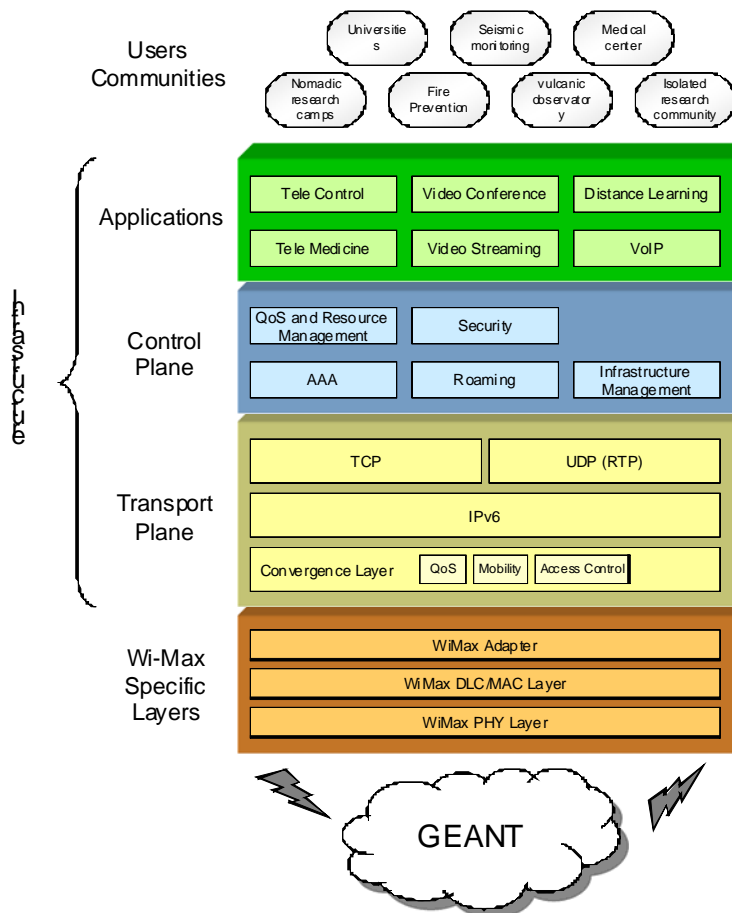 Users
Communities
Universitie
s
Seismic
monitoring
Medical
center
Nomadic
research
camps
Fire
Prevention
vulcanic
observator
y
Isolated
research
community
Infrastructure
Applications
Tele Control
Video Conference
Distance Learning
Tele Medicine
Video Streaming
VoIP
Control
Plane
QoS and Resource
Management
Security
AAA
Roaming
Infrastructure
Management
Transport
Plane
TCP
UDP (RTP)
IPv6
Convergence Layer
QoS
Mobility
Access Control
Wi-Max
Specific
Layers
WiMax Adapter
WiMax DLC/MAC Layer
WiMax PHY Layer
GEANT